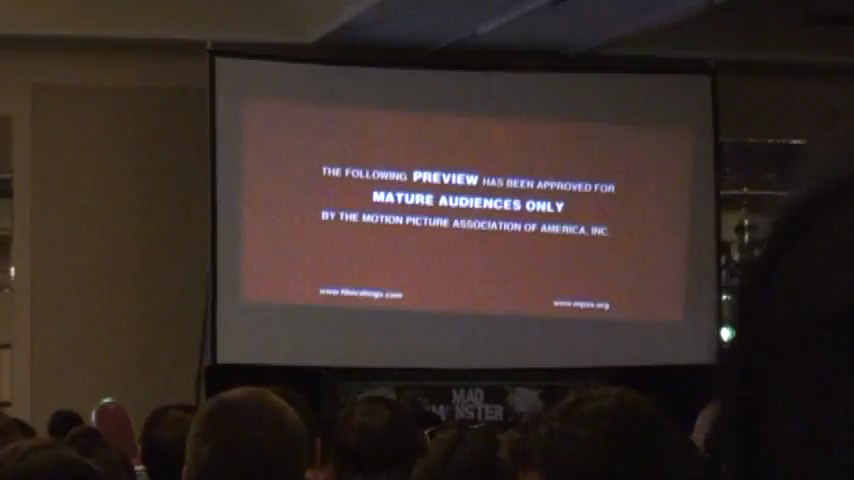 THE FOLLOWING PREVIEW HAS BEEN APPROVED FOR
MATURE AUDIENCES ONLY
BY THE MOTION PICTURE ASSOCIATION OF AMERICA, INC.
www.filmratings.com
www.mpaa.org
MAD
MONSTER